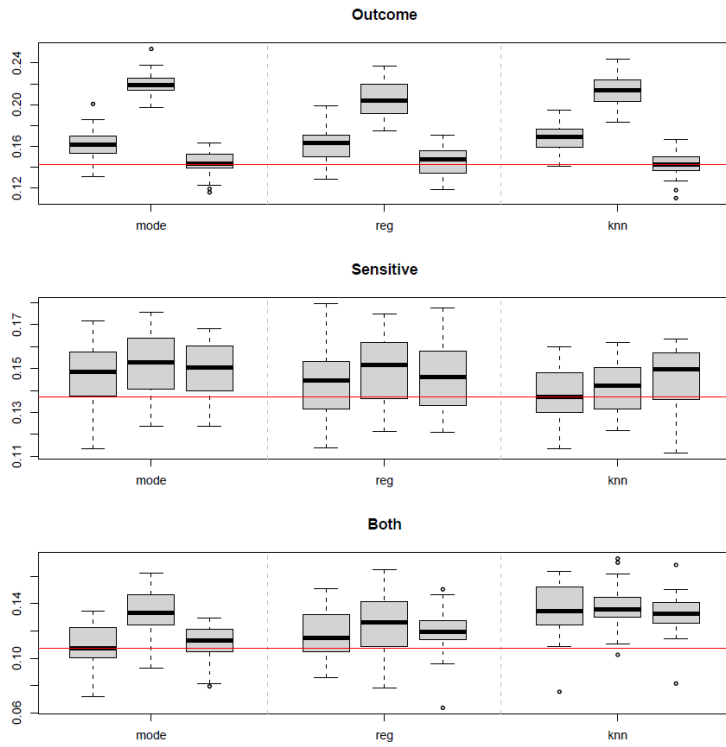 Outcome
0.24
0.20
0.16
0.12
mode reg knn
Sensitive
0.17
0.15
0.13
0.11
mode reg knn
Both
0.14
0.10
0.06
mode reg knn